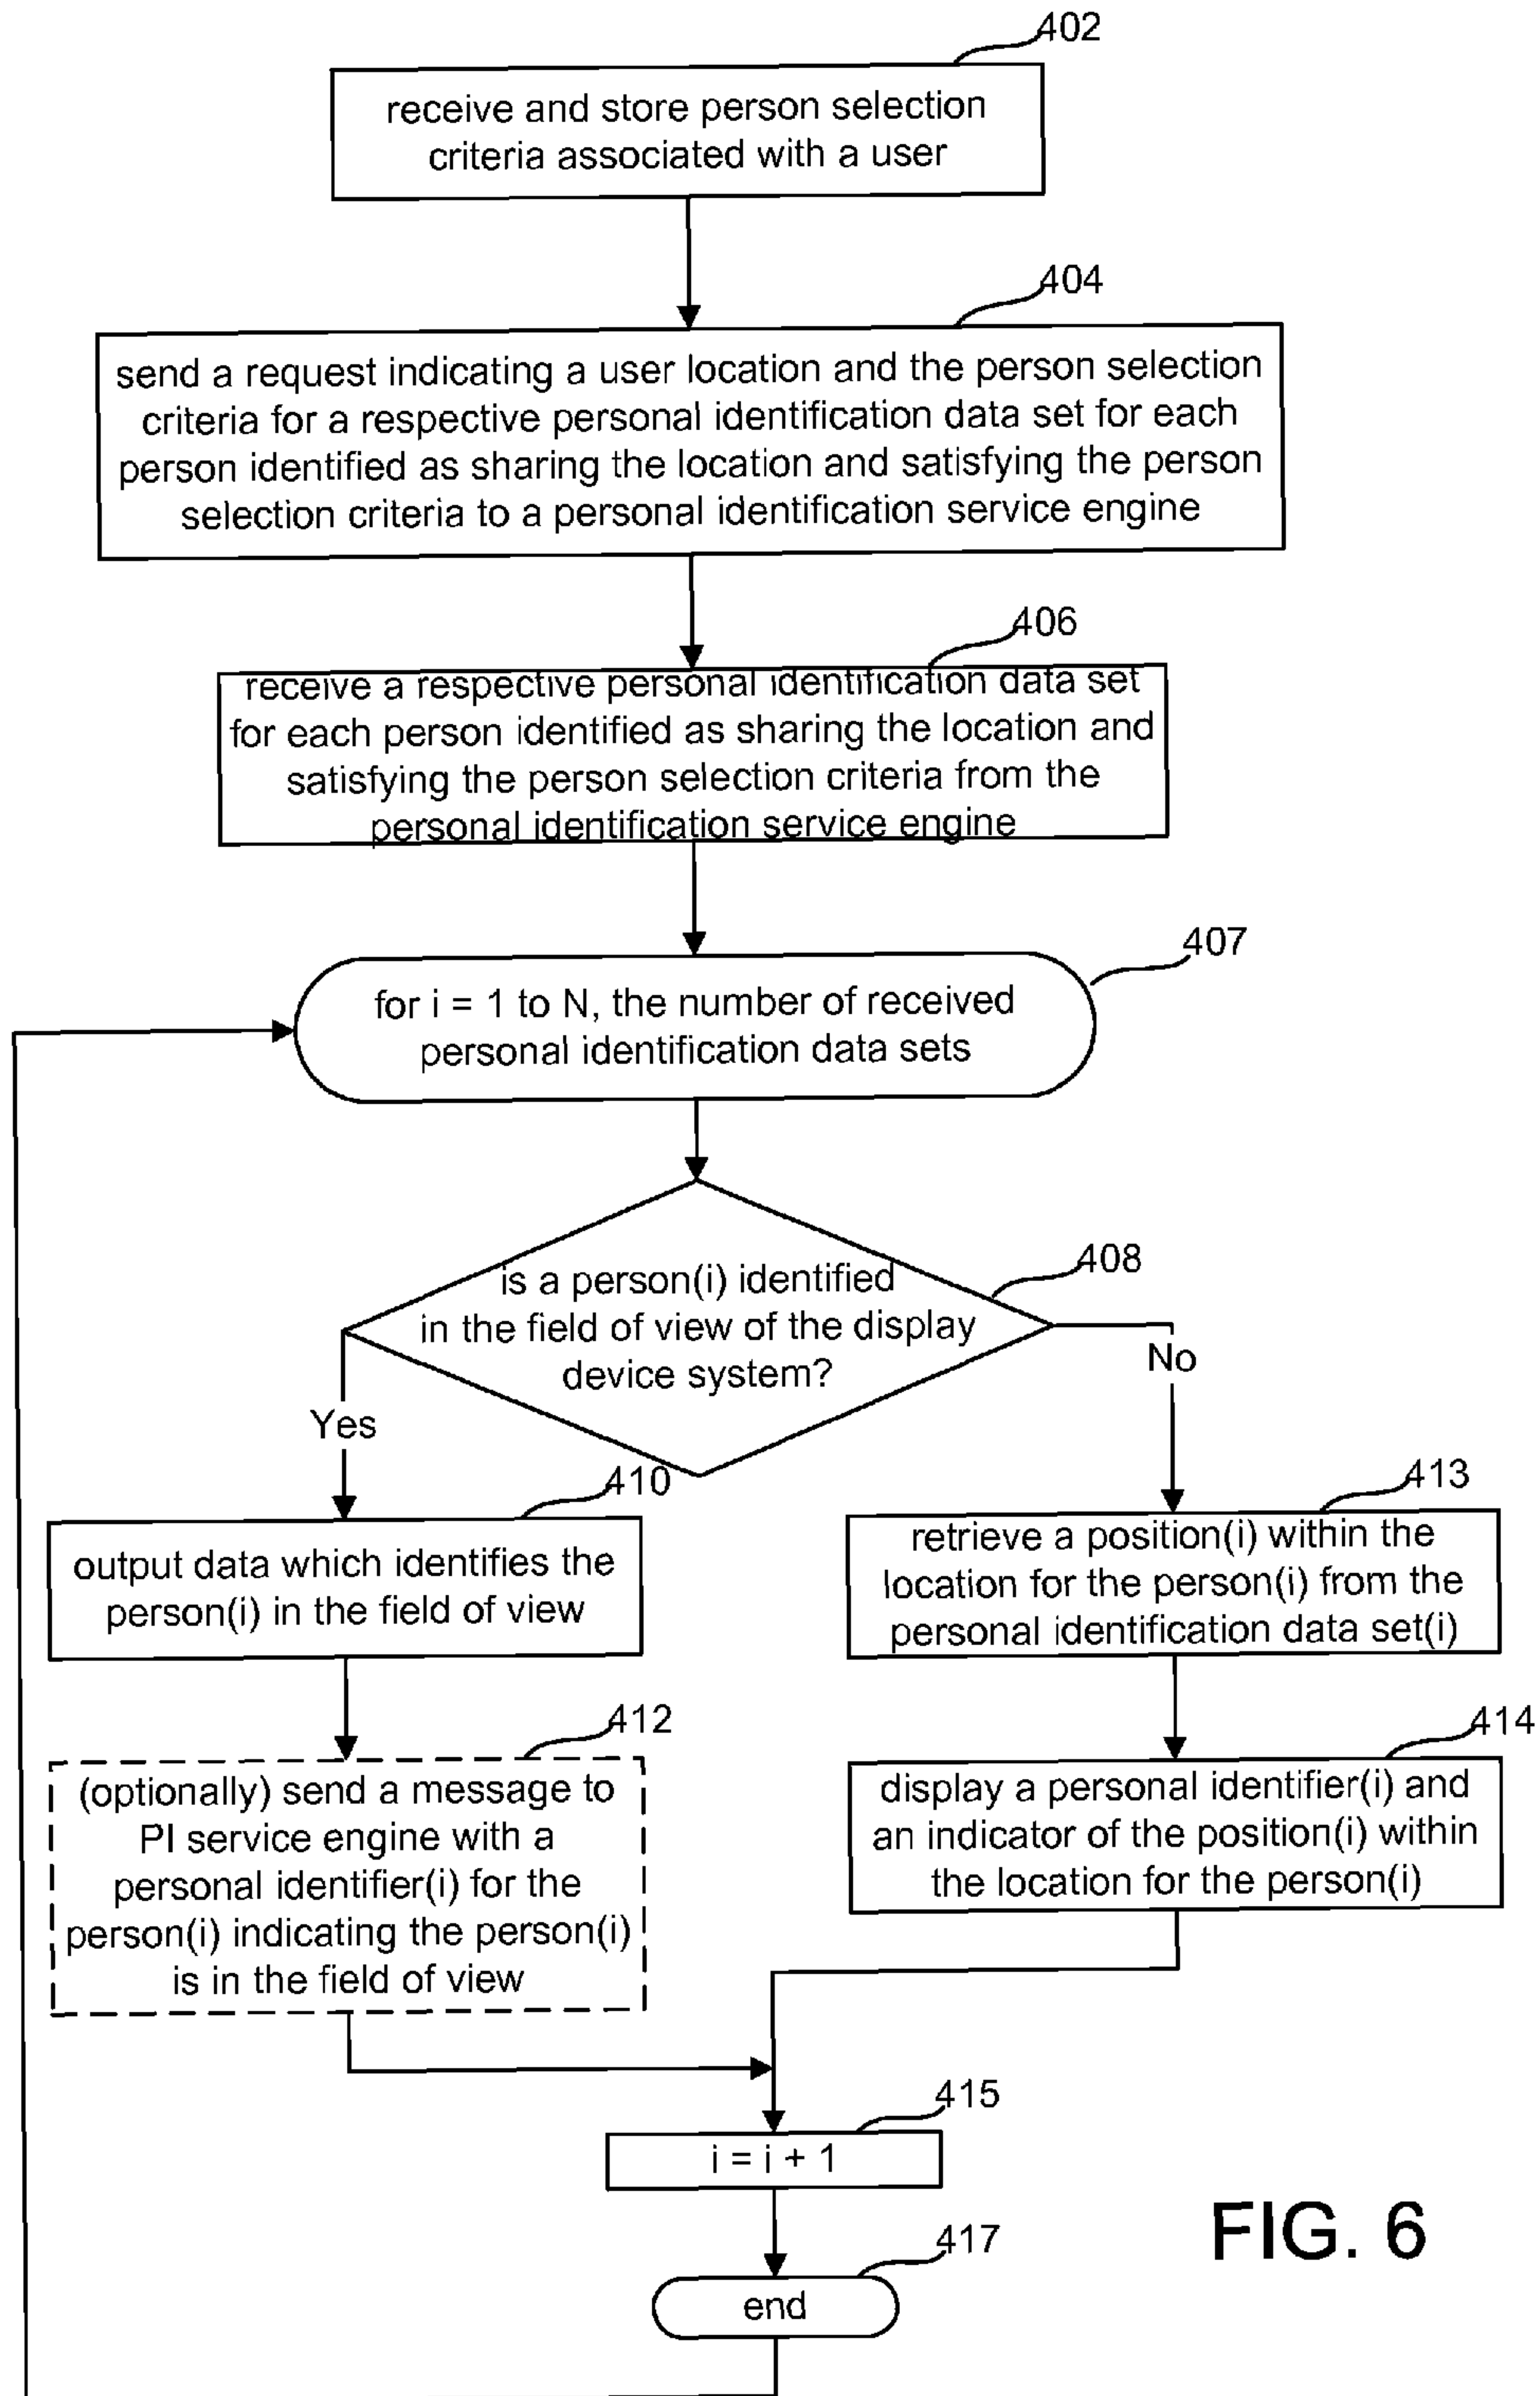 402
receive and store person selection
criteria associated with a user
404
send a request indicating a user location and the person selection
criteria for a respective personal identification data set for each
person identified as sharing the location and satisfying the person
selection criteria to a personal identification service engine
406
receive a respective personal identification data set
for each person identified as sharing the location and
satisfying the person selection criteria from the
personal identification service engine
407
for i = 1 to N, the number of received
personal identification data sets
408
is a person(i) identified
in the field of view of the display
device system?
No
Yes
410
output data which identifies the
person(i) in the field of view
413
retrieve a position(i) within the
location for the person(i) from the
personal identification data set(i)
412
(optionally) send a message to
PI service engine with a
personal identifier(i) for the
person(i) indicating the person(i)
is in the field of view
414
display a personal identifier(i) and
an indicator of the position(i) within
the location for the person(i)
415
i = i + 1
417
end
FIG. 6